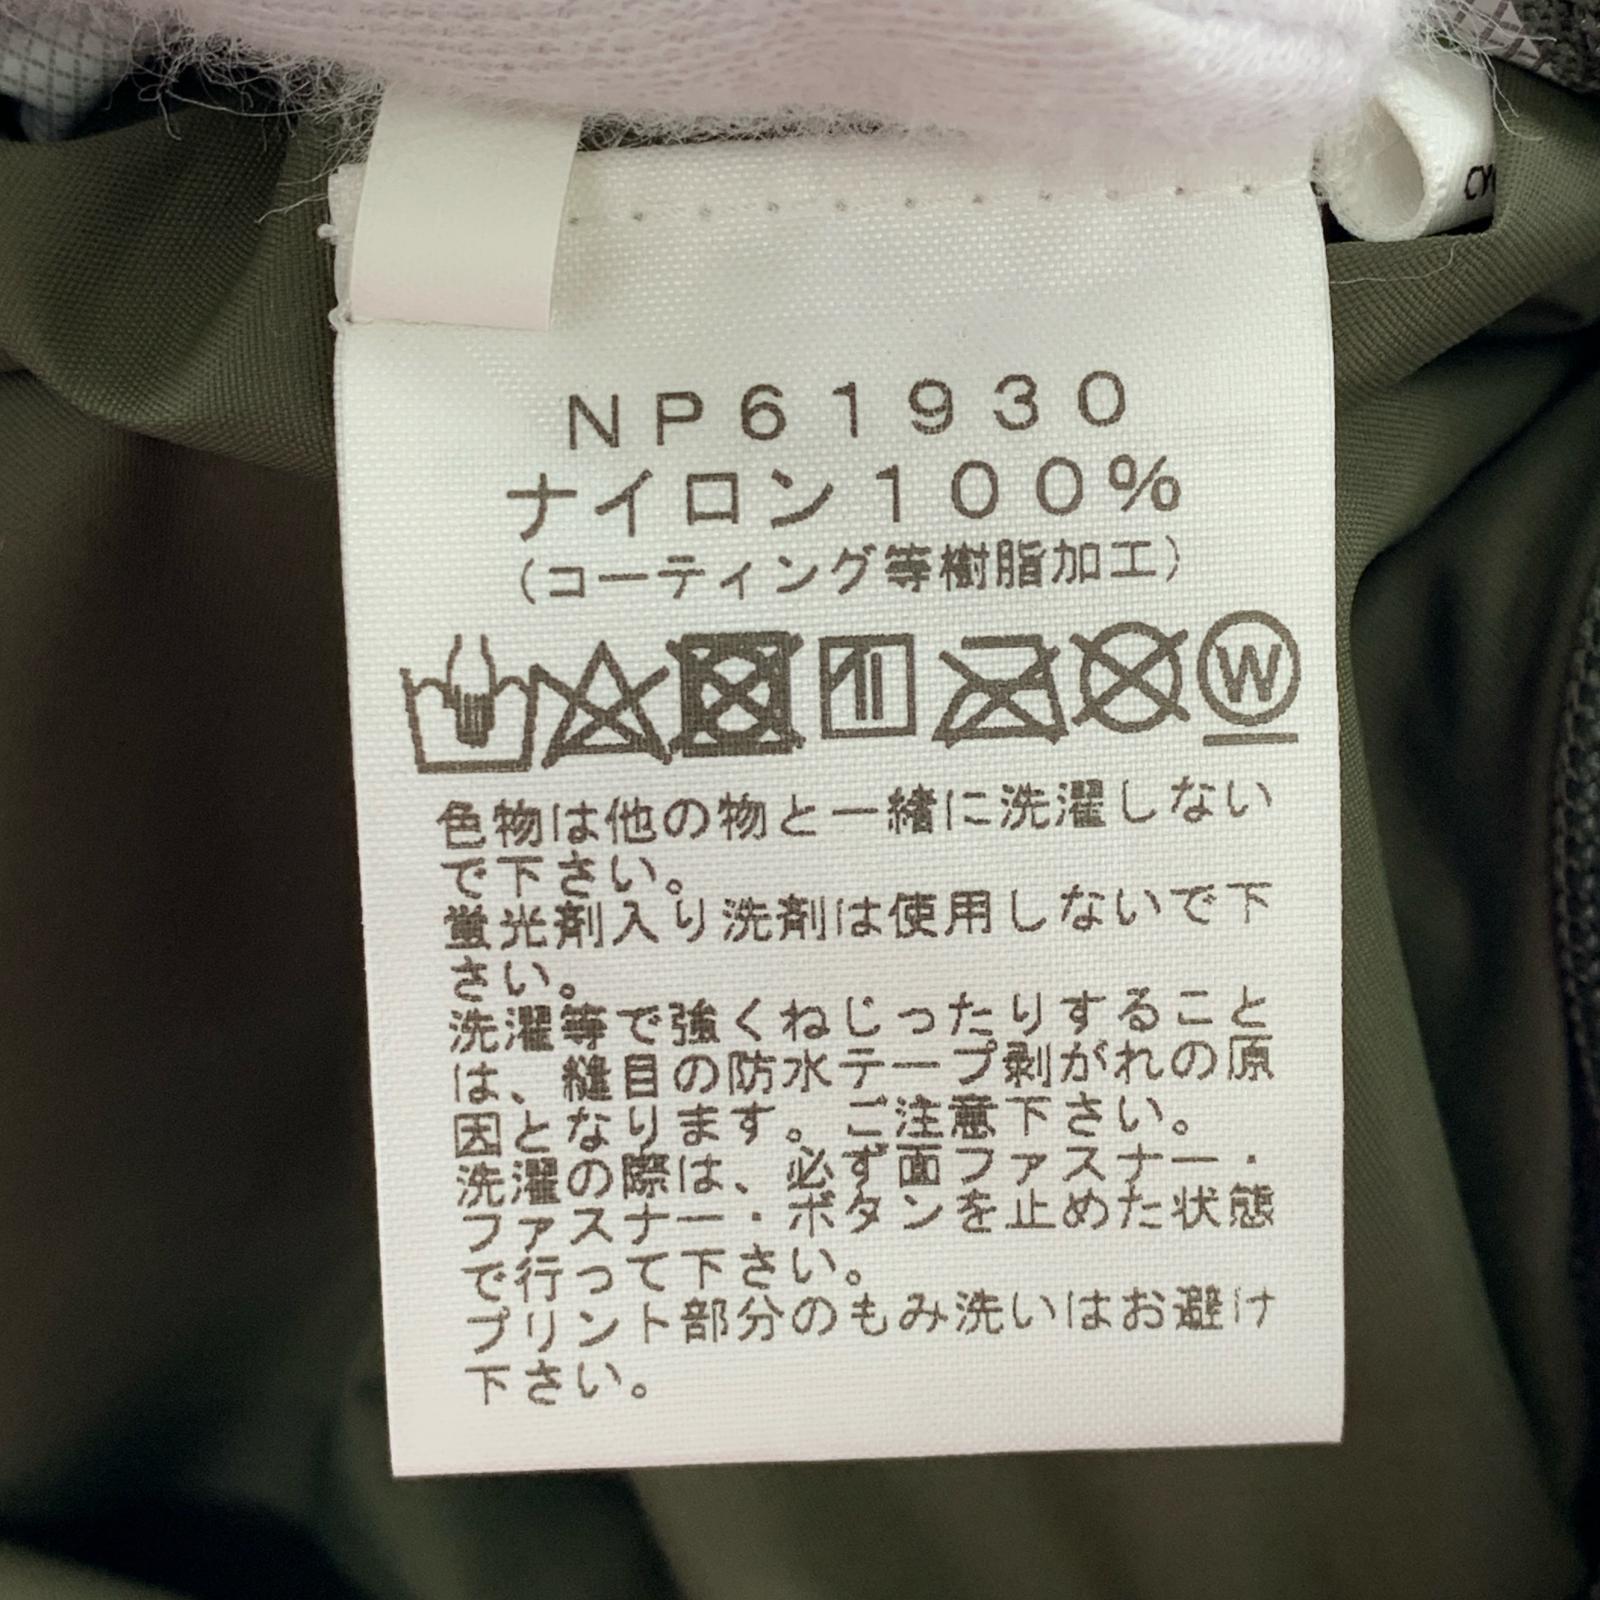 NP61930
ナイロン100%
(コーティング等樹脂加工)
W
色物は他の物と一緒に洗濯しない
で下さい。
蛍光剤入り洗剤は使用しないで下
さい。
洗濯等で強くねじったりすること
は、縫目の防水テープ剥がれの原
因となります。ご注意下さい。
洗濯の際は、必ず面ファスナー・
ファスナー・ボタンを止めた状態
で行って下さい。
プリント部分のもみ洗いはお避け
下さい。